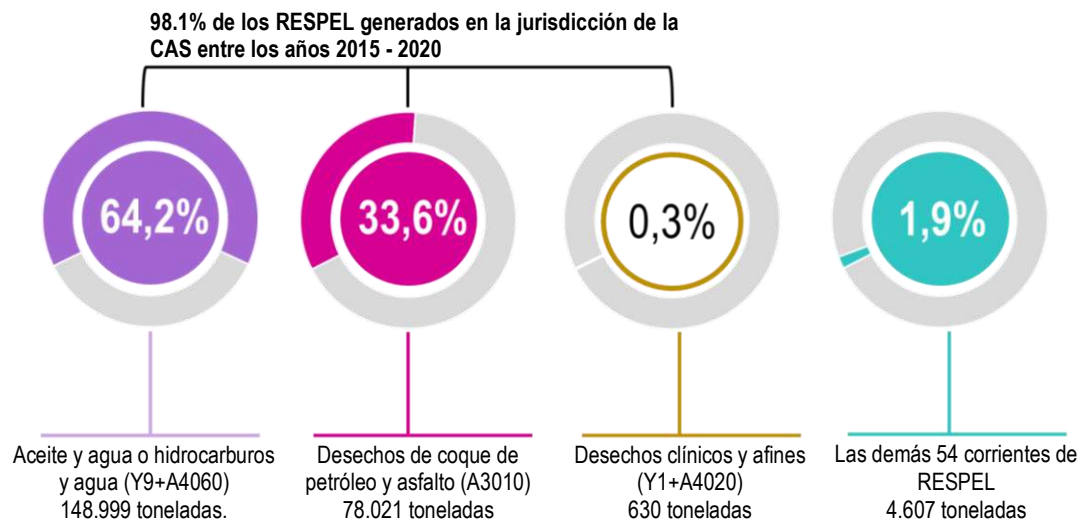 98.1% de los RESPEL generados en la jurisdicción de la
CAS entre los años 2015 - 2020
64,2%
33,6%
0,3%
1,9%
Aceite y agua o hidrocarburos
y agua (Y9+A4060)
148.999 toneladas.
Desechos de coque de
petróleo y asfalto (A3010)
78.021 toneladas
Desechos clínicos y afines
(Y1+A4020)
630 toneladas
Las demás 54 corrientes de
RESPEL
4.607 toneladas